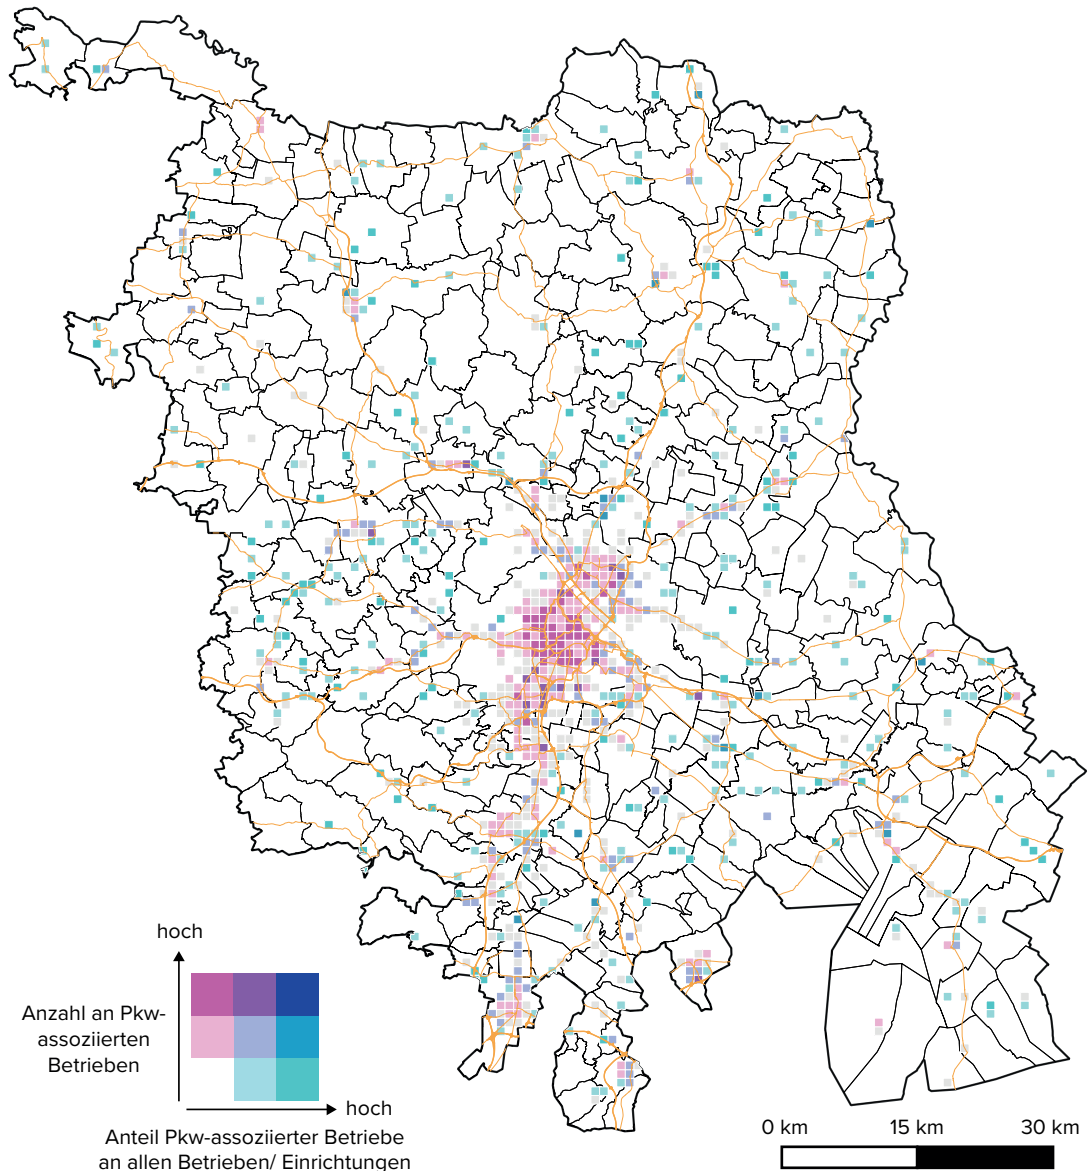 hoch
Anzahl an Pkw-
assoziierten
Betrieben
hoch
Anteil Pkw-assoziierter Betriebe
an allen Betrieben/ Einrichtungen
0 km 15 km 30 km